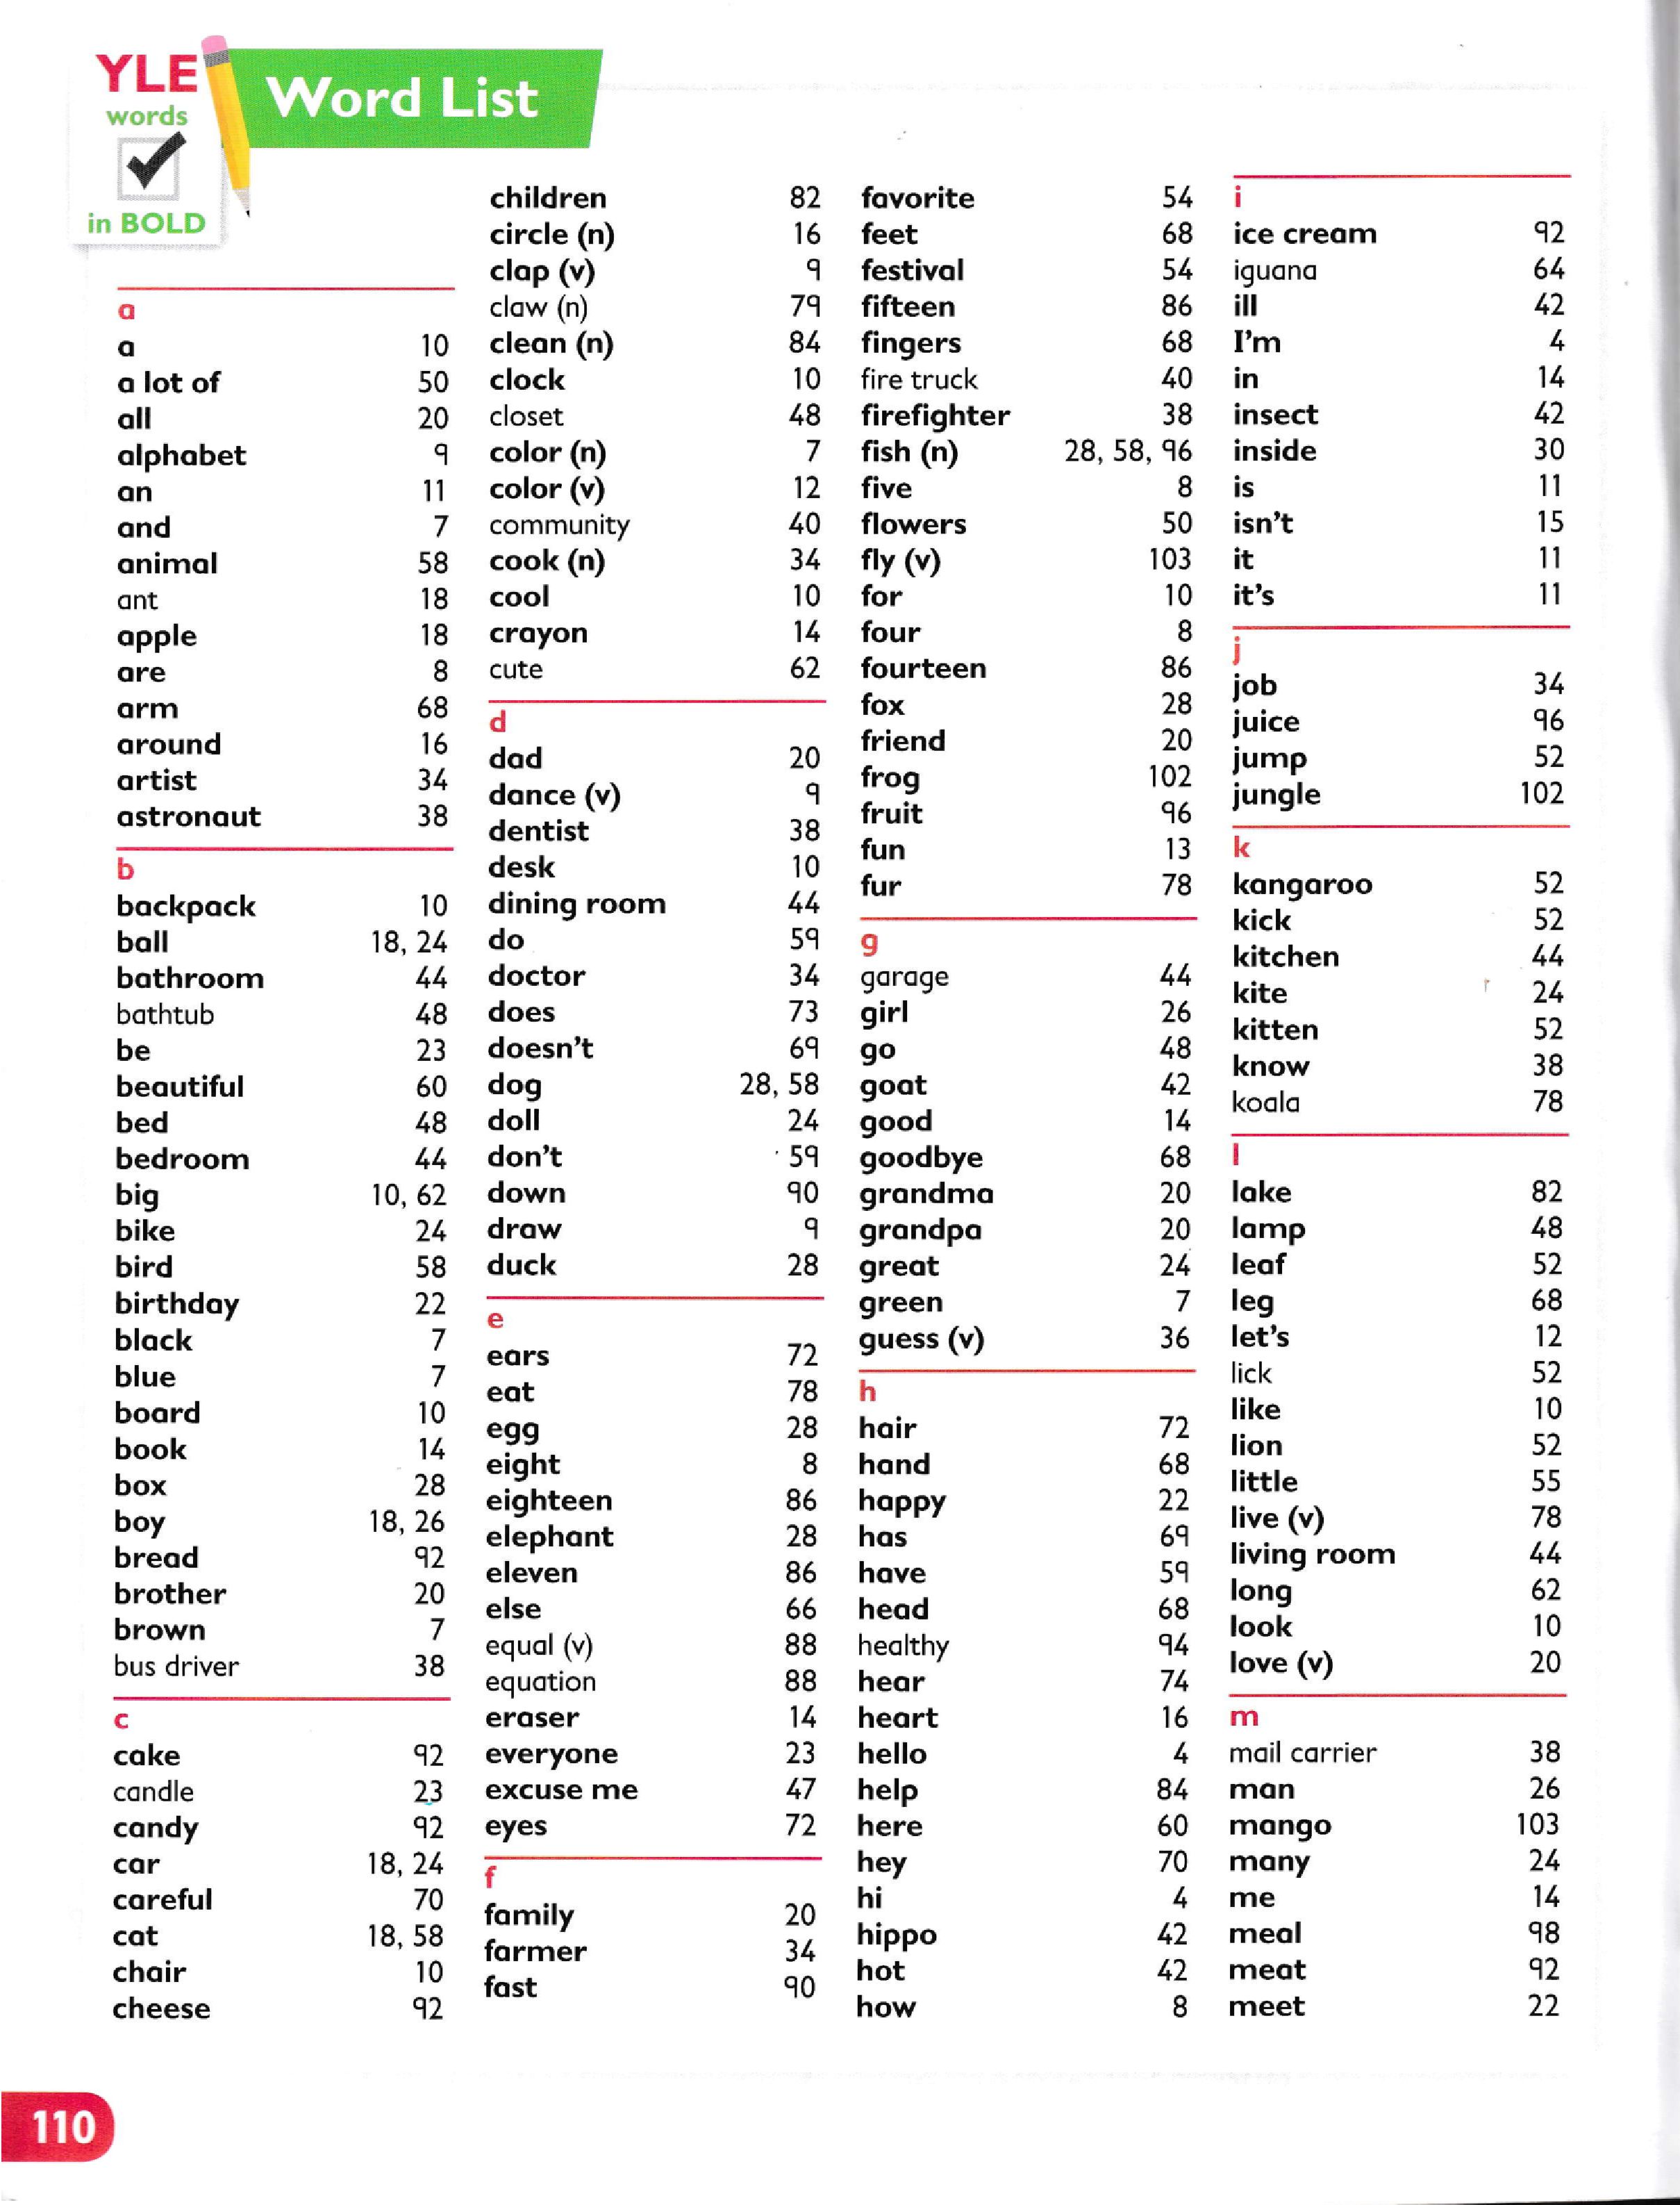 YLE
words
in BOLD
Word List
a
a 10
a lot of 50
all 20
alphabet 9
an 11
and 7
animal 58
ant 18
apple 18
are 8
arm 68
around 16
artist 34
astronaut 38
b
backpack 10
ball 18, 24
bathroom 44
bathtub 48
be 23
beautiful 60
bed 48
bedroom 44
big 10, 62
bike 24
bird 58
birthday 22
black 7
blue 7
board 10
book 14
box 28
boy 18, 26
bread 92
brother 20
brown 7
bus driver 38
c
cake 92
candle 23
candy 92
car 18, 24
careful 70
cat 18, 58
chair 10
cheese 92
children 82
circle (n) 16
clap (v) 9
claw (n) 79
clean (n) 84
clock 10
closet 48
color (n) 7
color (v) 12
community 40
cook (n) 34
cool 10
crayon 14
cute 62
d
dad 20
dance (v) 9
dentist 38
desk 10
dining room 44
do 59
doctor 34
does 73
doesn't 69
dog 28, 58
doll 24
don't 59
down 90
draw 9
duck 28
e
ears 72
eat 78
egg 28
eight 8
eighteen 86
elephant 28
eleven 86
else 66
equal (v) 88
equation 88
eraser 14
everyone 23
excuse me 47
eyes 72
f
family 20
farmer 34
fast 90
favorite 54
feet 68
festival 54
fifteen 86
fingers 68
fire truck 40
firefighter 38
fish (n) 28, 58, 96
five 8
flowers 50
fly (v) 103
for 10
four 8
fourteen 86
fox 28
friend 20
frog 102
fruit 96
fun 13
fur 78
g
garage 44
girl 26
go 48
goat 42
good 14
goodbye 68
grandma 20
grandpa 20
great 24
green 7
guess (v) 36
h
hair 72
hand 68
happy 22
has 69
have 59
head 68
healthy 94
hear 74
heart 16
hello 4
help 84
here 60
hey 70
hi 4
hippo 42
hot 42
how 8
i
ice cream 92
iguana 64
ill 42
I'm 4
in 14
insect 42
inside 30
is 11
isn't 15
it 11
it's 11
j
job 34
juice 96
jump 52
jungle 102
k
kangaroo 52
kick 52
kitchen 44
kite 24
kitten 52
know 38
koala 78
l
lake 82
lamp 48
leaf 52
leg 68
let's 12
lick 52
like 10
lion 52
little 55
live (v) 78
living room 44
long 62
look 10
love (v) 20
m
mail carrier 38
man 26
mango 103
many 24
me 14
meal 98
meat 92
meet 22
110